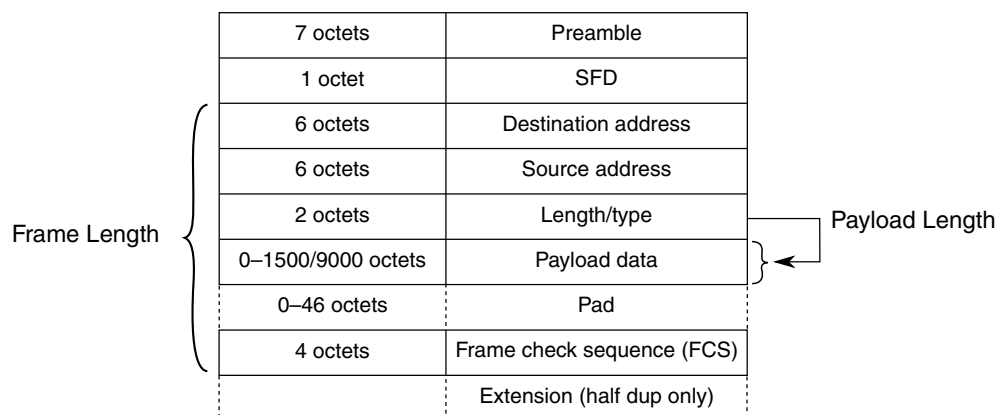 7 octets Preamble
1 octet SFD
6 octets Destination address
6 octets Source address
2 octets Length/type
Frame Length
Payload Length
0–1500/9000 octets Payload data
0–46 octets Pad
4 octets Frame check sequence (FCS)
Extension (half dup only)